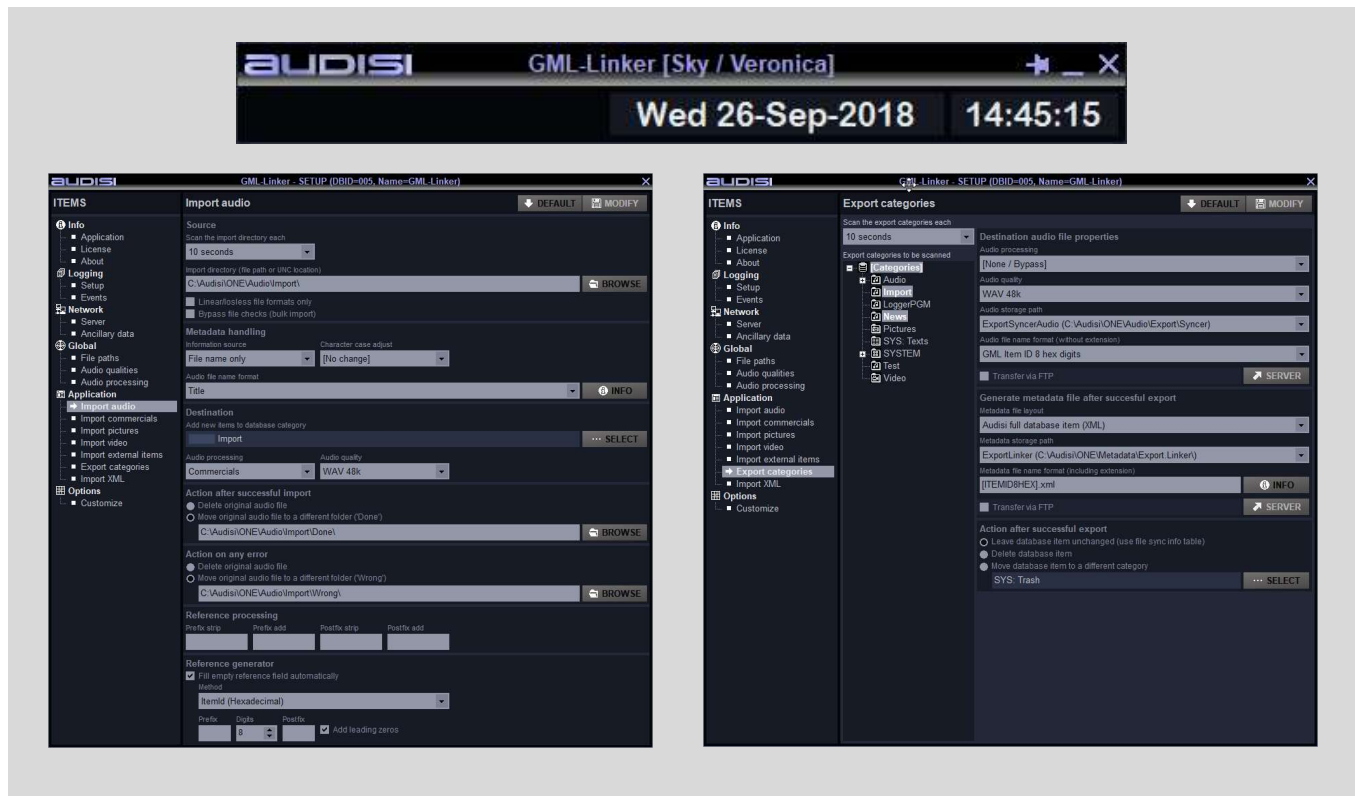 AUDISI GML-Linker [Sky / Veronica]
Wed 26-Sep-2018 14:45:15
AUDISI GML-Linker - SETUP (DBID=005, Name=GML-Linker)
ITEMS
Info
Application
License
About
Logging
Setup
Events
Network
Server
Ancillary data
Global
File paths
Audio qualities
Audio processing
Application
Import audio
Import commercials
Import pictures
Import video
Import external items
Export categories
Import XML
Options
Customize
Import audio DEFAULT MODIFY
Source
Scan the import directory each
10 seconds
Import directory (file path or UNC location)
C:\Audisi\ONE\Audio\Import\ BROWSE
Linear/losless file formats only
Bypass file checks (bulk import)
Metadata handling
Information source Character case adjust
File name only [No change]
Audio file name format
Title INFO
Destination
Add new items to database category
Import SELECT
Audio processing Audio quality
Commercials WAV 48k
Action after successful import
Delete original audio file
Move original audio file to a different folder ('Done')
C:\Audisi\ONE\Audio\Import\Done\ BROWSE
Action on any error
Delete original audio file
Move original audio file to a different folder ('Wrong')
C:\Audisi\ONE\Audio\Import\Wrong\ BROWSE
Reference processing
Prefix strip Prefix add Postfix strip Postfix add
Reference generator
Fill empty reference field automatically
Method
ItemId (Hexadecimal)
Prefix Digits Postfix
8 Add leading zeros
AUDISI GML-Linker - SETUP (DBID=005, Name=GML-Linker)
ITEMS
Info
Application
License
About
Logging
Setup
Events
Network
Server
Ancillary data
Global
File paths
Audio qualities
Audio processing
Application
Import audio
Import commercials
Import pictures
Import video
Import external items
Export categories
Import XML
Options
Customize
Export categories DEFAULT MODIFY
Scan the export categories each
10 seconds
Export categories to be scanned
[Categories]
Audio
Import
LoggerPGM
News
Pictures
SYS: Texts
SYSTEM
Test
Video
Destination audio file properties
Audio processing
[None / Bypass]
Audio quality
WAV 48k
Audio storage path
ExportSyncerAudio (C:\Audisi\ONE\Audio\Export\Syncer)
Audio file name format (without extension)
GML Item ID 8 hex digits
Transfer via FTP SERVER
Generate metadata file after succesful export
Metadata file layout
Audisi full database item (XML)
Metadata storage path
ExportLinker (C:\Audisi\ONE\Metadata\Export.Linker\)
Metadata file name format (including extension)
[ITEMID8HEX].xml INFO
Transfer via FTP SERVER
Action after successful export
Leave database item unchanged (use file sync info table)
Delete database item
Move database item to a different category
SYS: Trash SELECT